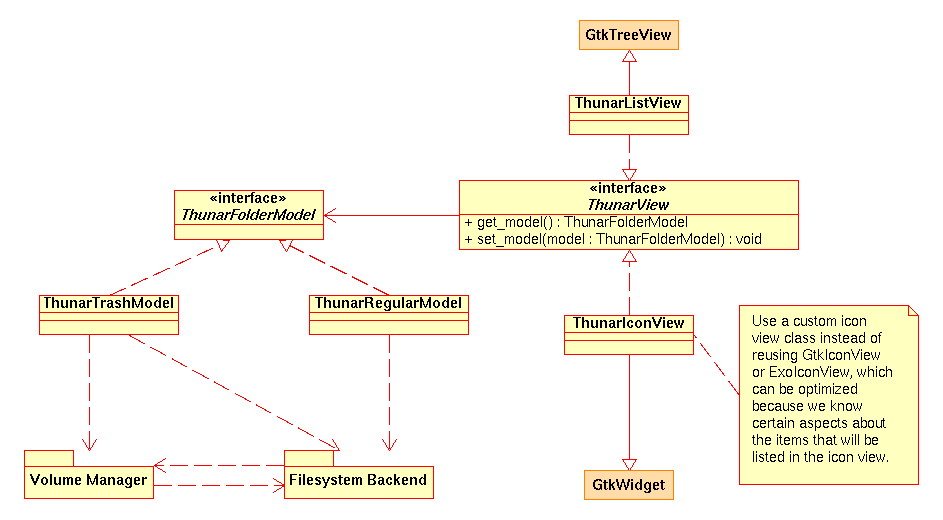 GtkTreeView
ThunarListView
«interface»
ThunarView
+ get_model() : ThunarFolderModel
+ set_model(model : ThunarFolderModel) : void
«interface»
ThunarFolderModel
ThunarTrashModel
ThunarRegularModel
ThunarIconView
Use a custom icon
view class instead of
reusing GtkIconView
or ExoIconView, which
can be optimized
because we know
certain aspects about
the items that will be
listed in the icon view.
Volume Manager
Filesystem Backend
GtkWidget